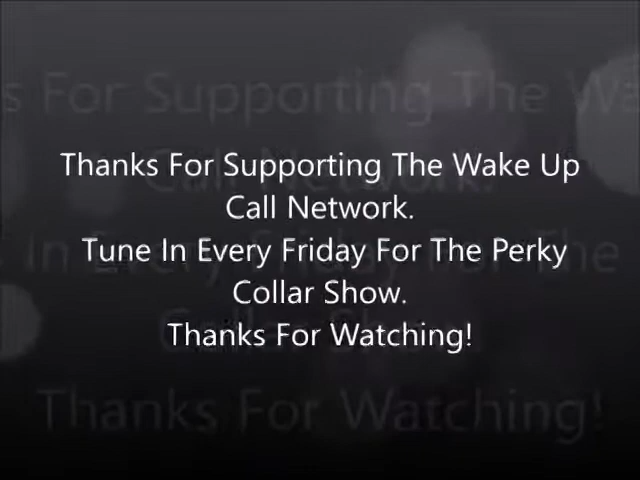 Thanks For Supporting The Wake Up
Call Network.
Tune In Every Friday For The Perky
Collar Show.
Thanks For Watching!